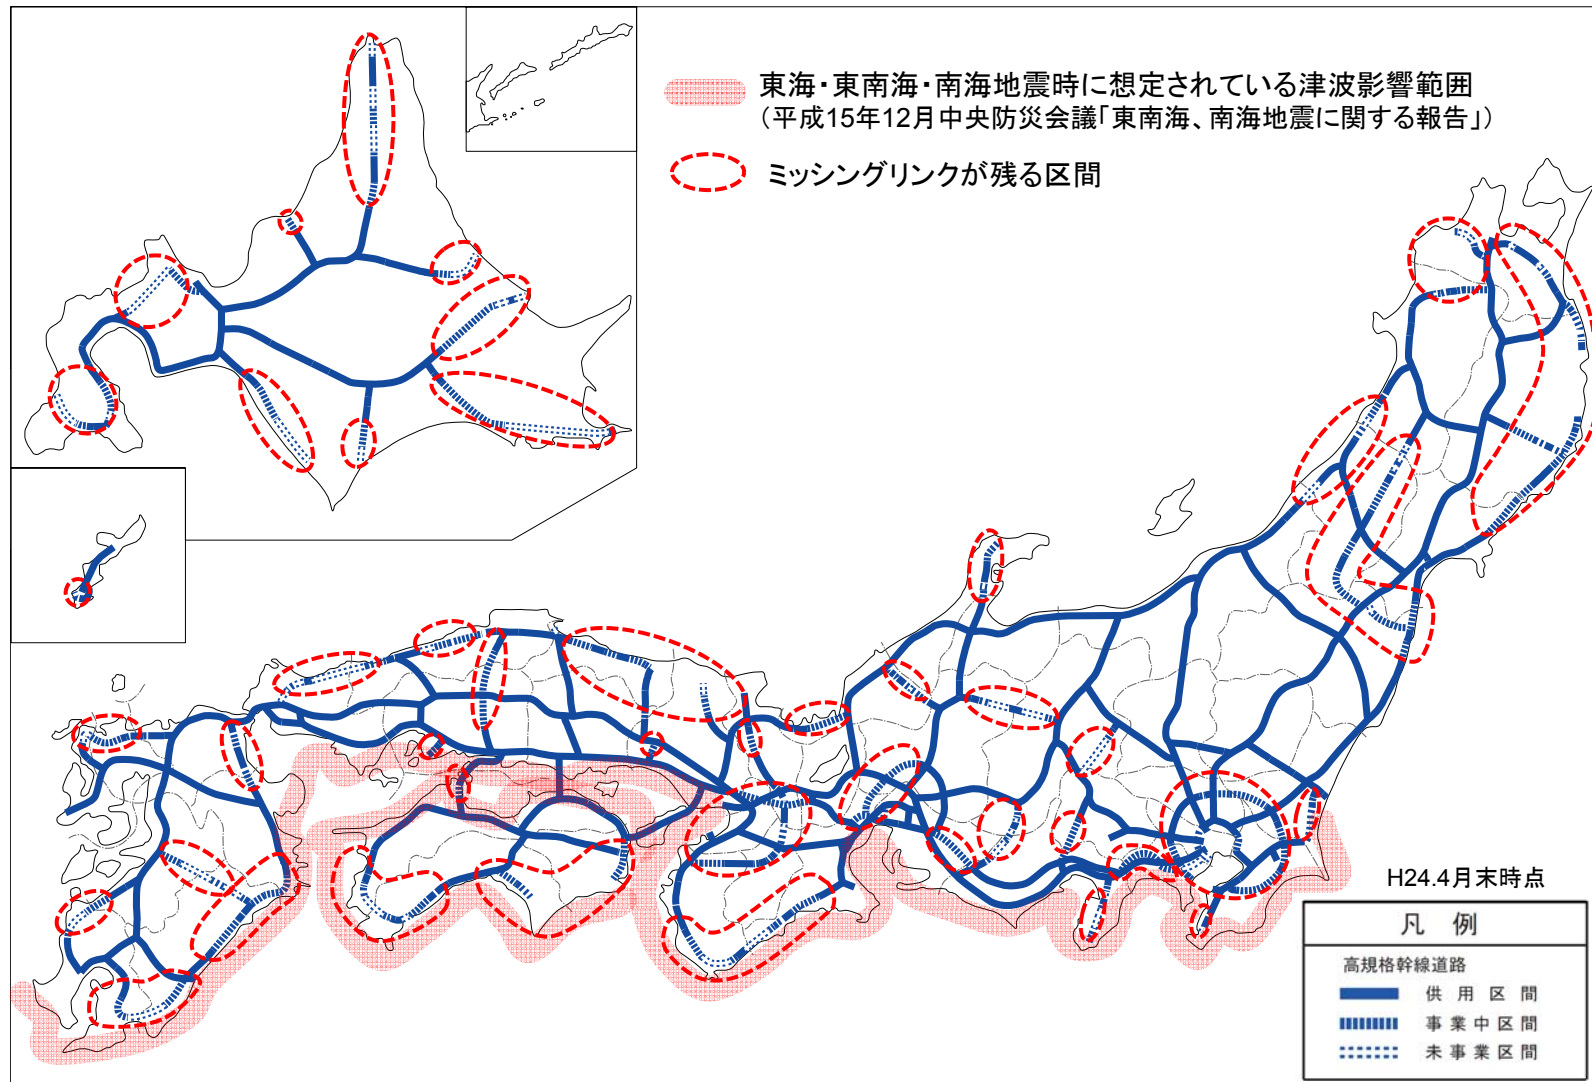 東海・東南海・南海地震時に想定されている津波影響範囲
（平成15年12月中央防災会議「東南海、南海地震に関する報告」）
ミッシングリンクが残る区間
H24.4月末時点
凡例
高規格幹線道路
供用区間
事業中区間
未事業区間